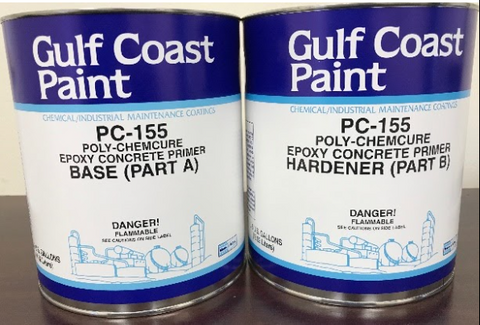 Gulf Coast
Paint
CHEMICAL/INDUSTRIAL MAINTENANCE COATINGS
PC-155
POLY-CHEMCURE
EPOXY CONCRETE PRIMER
BASE (PART A)
DANGER!
FLAMMABLE
SEE CAUTIONS ON SIDE LABEL
GALLONS
Gulf Coast
Paint
CHEMICAL/INDUSTRIAL MAINTENANCE COATINGS
PC-155
POLY-CHEMCURE
EPOXY CONCRETE PRIMER
HARDENER (PART B)
DANGER!
FLAMMABLE
SEE CAUTIONS ON SIDE LABEL
GALLONS